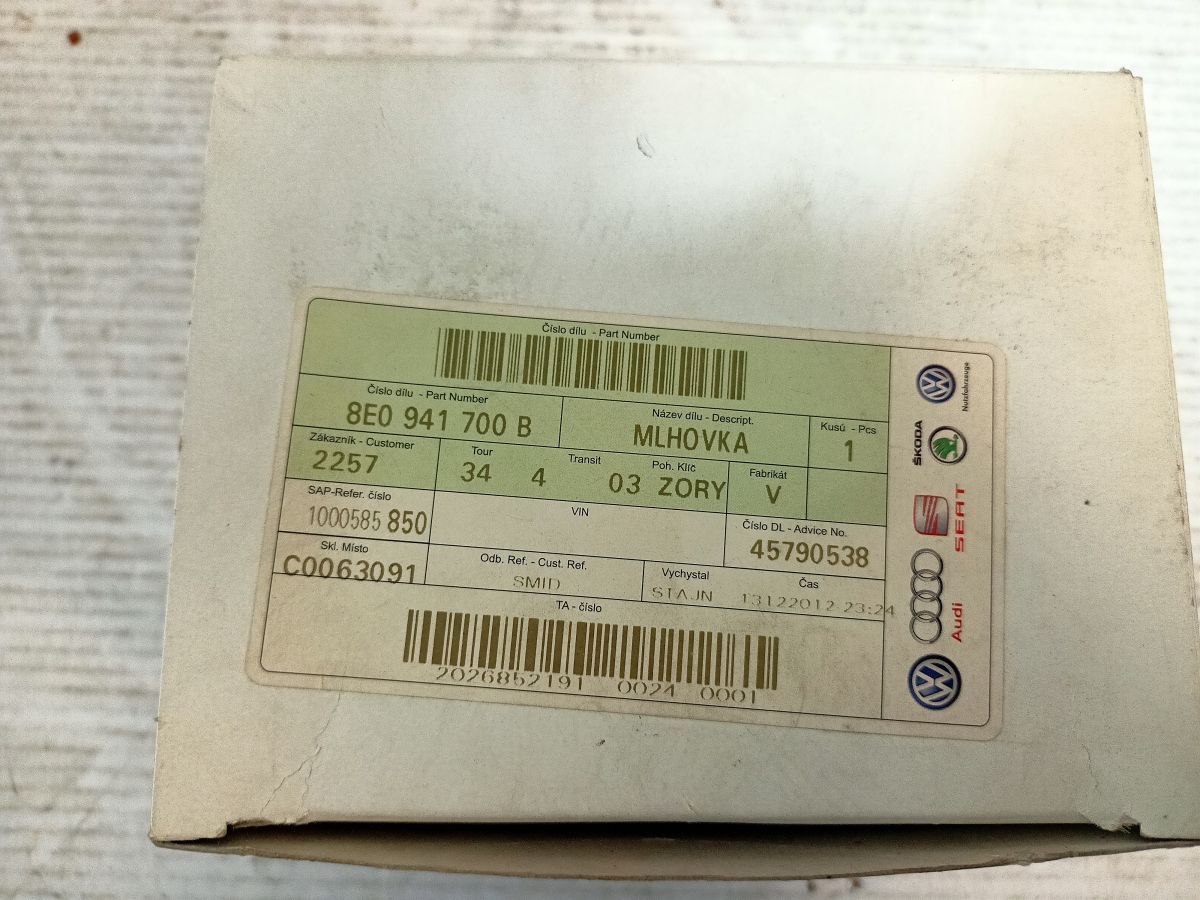 Číslo dílu - Part Number
Číslo dílu - Part Number
8E0 941 700 B
Název dílu - Descript.
MLHOVKA
Kusú - Pcs
1
Zákazník - Customer
2257
Tour
34 4
Transit
03
Poh. Klíc
ZORY
Fabrikát
V
SAP-Refer. číslo
1000585 850
VIN
Číslo DL - Advice No.
45790538
Skl. Místo
C0063091
Odb. Ref. - Cust. Ref.
SMID
Vychystal
STAJN
Čas
13122012-23:24
TA - číslo
2026852191 0024 0001
Nutzfahrzeuge
ŠKODA
SEAT
Audi